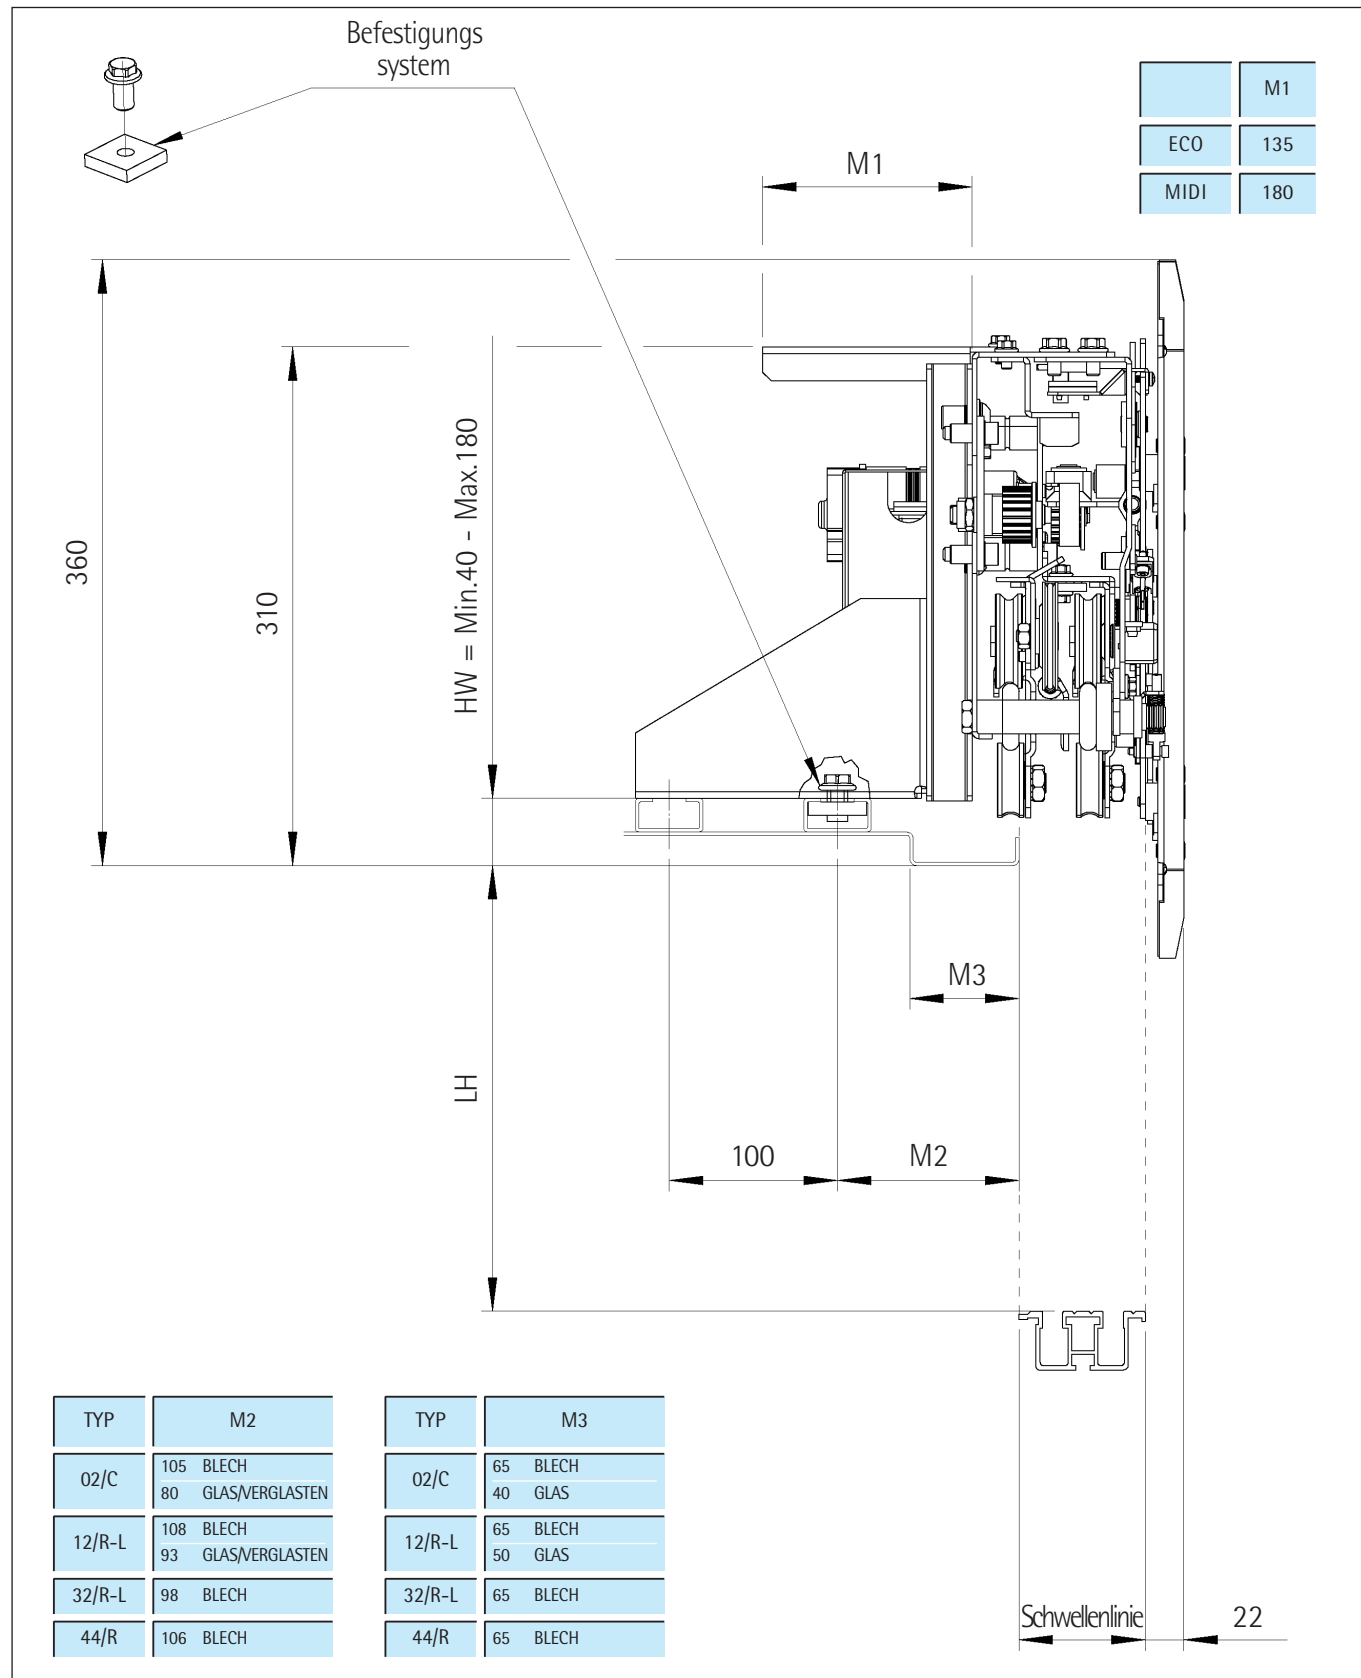 Befestigungs
system
M1
ECO 135
MIDI 180
M1
360
310
HW = Min.40 - Max.180
M3
LH
100
M2
TYP M2
02/C 105 BLECH
80 GLAS/VERGLASTEN
12/R-L 108 BLECH
93 GLAS/VERGLASTEN
32/R-L 98 BLECH
44/R 106 BLECH
TYP M3
02/C 65 BLECH
40 GLAS
12/R-L 65 BLECH
50 GLAS
32/R-L 65 BLECH
44/R 65 BLECH
Schwellenlinie
22